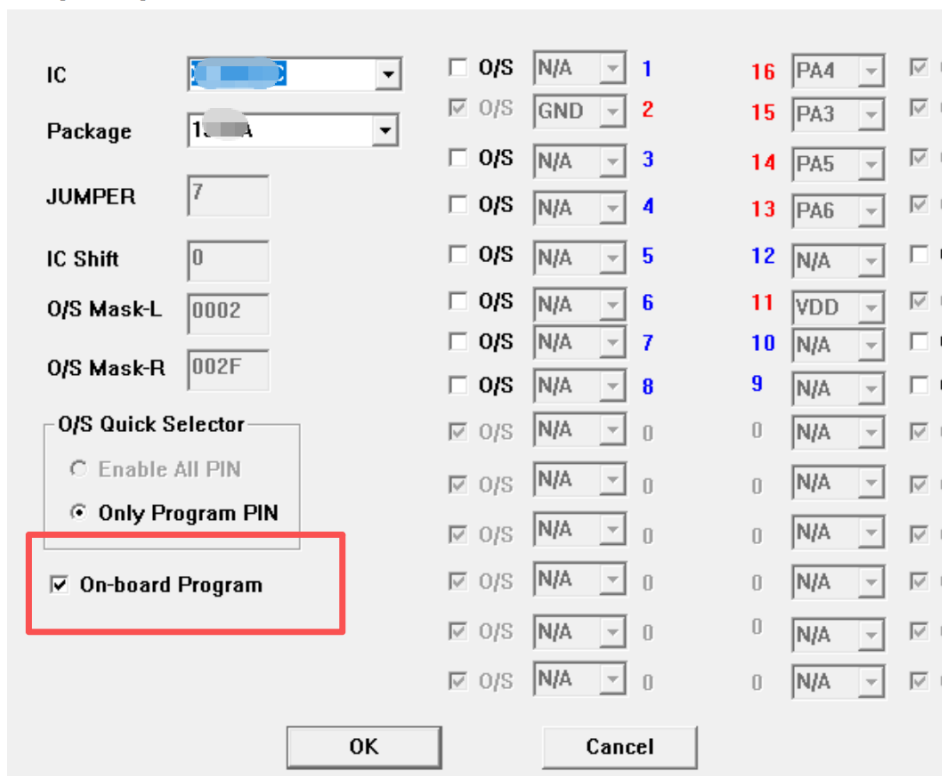 IC
Package
JUMPER 7
IC Shift 0
O/S Mask-L 0002
O/S Mask-R 002F
O/S Quick Selector
Enable All PIN
Only Program PIN
On-board Program
O/S N/A 1 16 PA4
O/S GND 2 15 PA3
O/S N/A 3 14 PA5
O/S N/A 4 13 PA6
O/S N/A 5 12 N/A
O/S N/A 6 11 VDD
O/S N/A 7 10 N/A
O/S N/A 8 9 N/A
O/S N/A 0 0 N/A
O/S N/A 0 0 N/A
O/S N/A 0 0 N/A
O/S N/A 0 0 N/A
O/S N/A 0 0 N/A
O/S N/A 0 0 N/A
OK Cancel